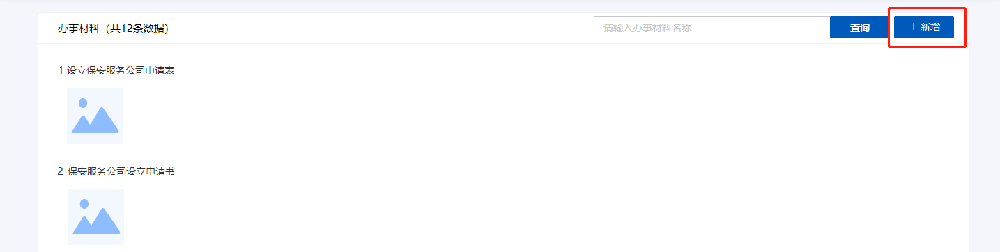 办事材料（共12条数据）
请输入办事材料名称
查询
+ 新增
1 设立保安服务公司申请表
2 保安服务公司设立申请书